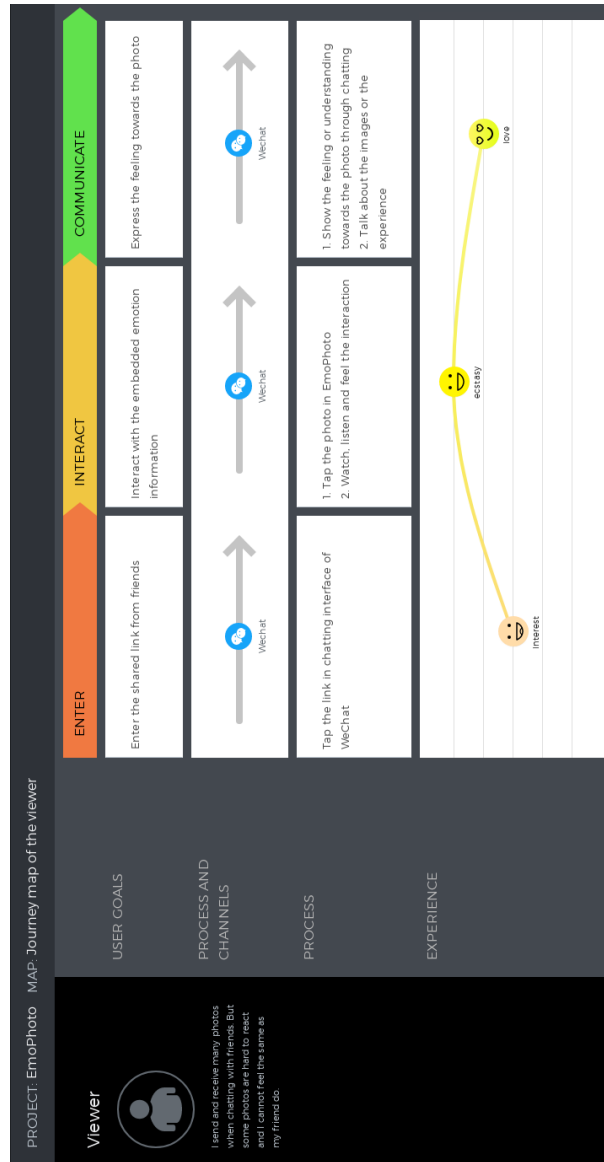 PROJECT: EmoPhoto MAP: Journey map of the viewer
Viewer
I send and receive many photos
when chatting with friends. But
some photos are hard to react
and I cannot feel the same as
my friend do.
ENTER
INTERACT
COMMUNICATE
USER GOALS
Enter the shared link from friends
Interact with the embedded emotion
information
Express the feeling towards the photo
PROCESS AND
CHANNELS
Wechat
Wechat
Wechat
PROCESS
Tap the link in chatting interface of
WeChat
1. Tap the photo in EmoPhoto
2. Watch, listen and feel the interaction
1. Show the feeling or understanding
towards the photo through chatting
2. Talk about the images or the
experience
EXPERIENCE
Interest
ecstasy
love